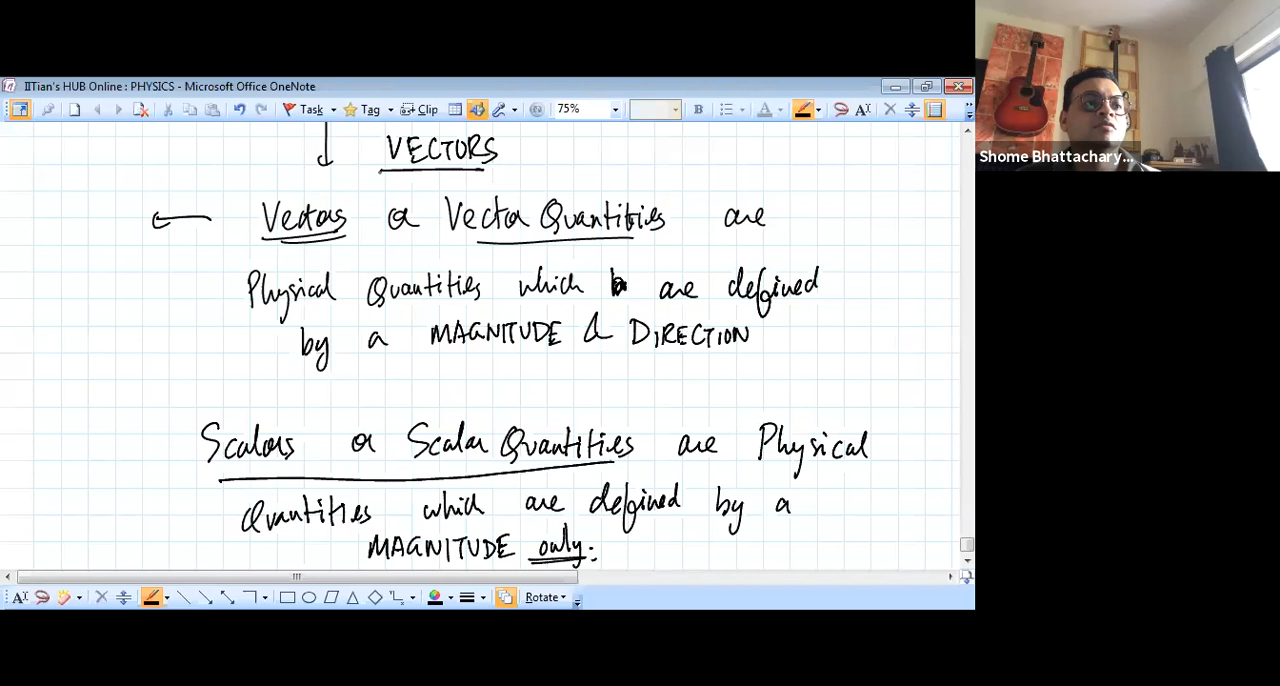 IITian's HUB Online : PHYSICS - Microsoft Office OneNote
Task Tag Clip 75% B
VECTORS
Vectors or Vector Quantities are
Physical Quantities which are defined
by a MAGNITUDE & DIRECTION
Scalars or Scalar Quantities are Physical
Quantities which are defined by a
MAGNITUDE only.
Rotate
Shome Bhattachary...